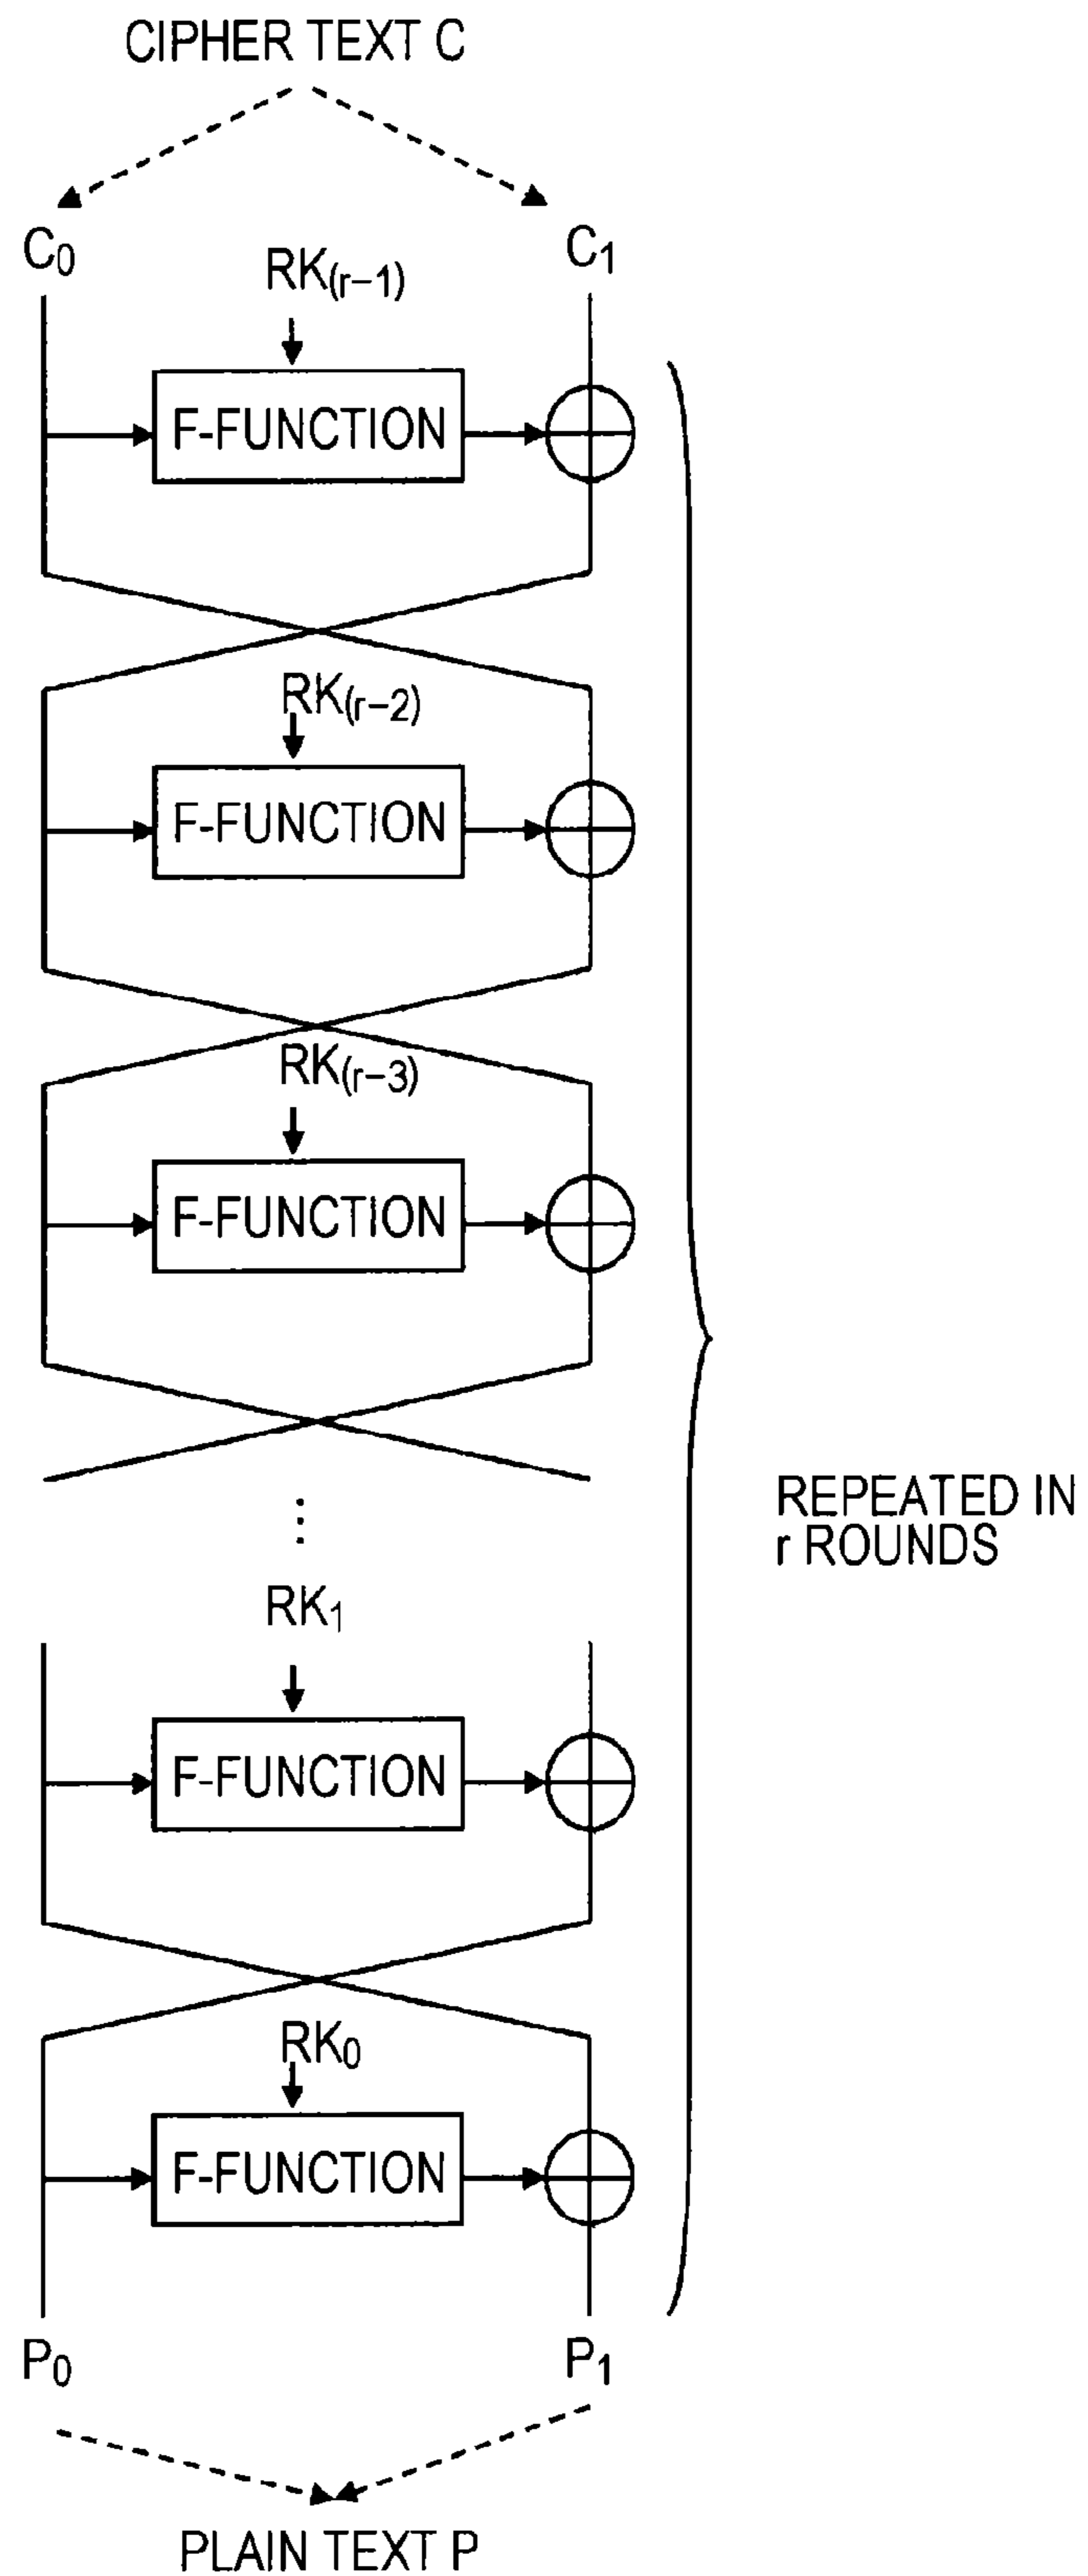 CIPHER TEXT C
C₀
C₁
RK₍ᵣ₋₁₎
F-FUNCTION
RK₍ᵣ₋₂₎
F-FUNCTION
RK₍ᵣ₋₃₎
F-FUNCTION
REPEATED IN
r ROUNDS
⋮
RK₁
F-FUNCTION
RK₀
F-FUNCTION
P₀
P₁
PLAIN TEXT P